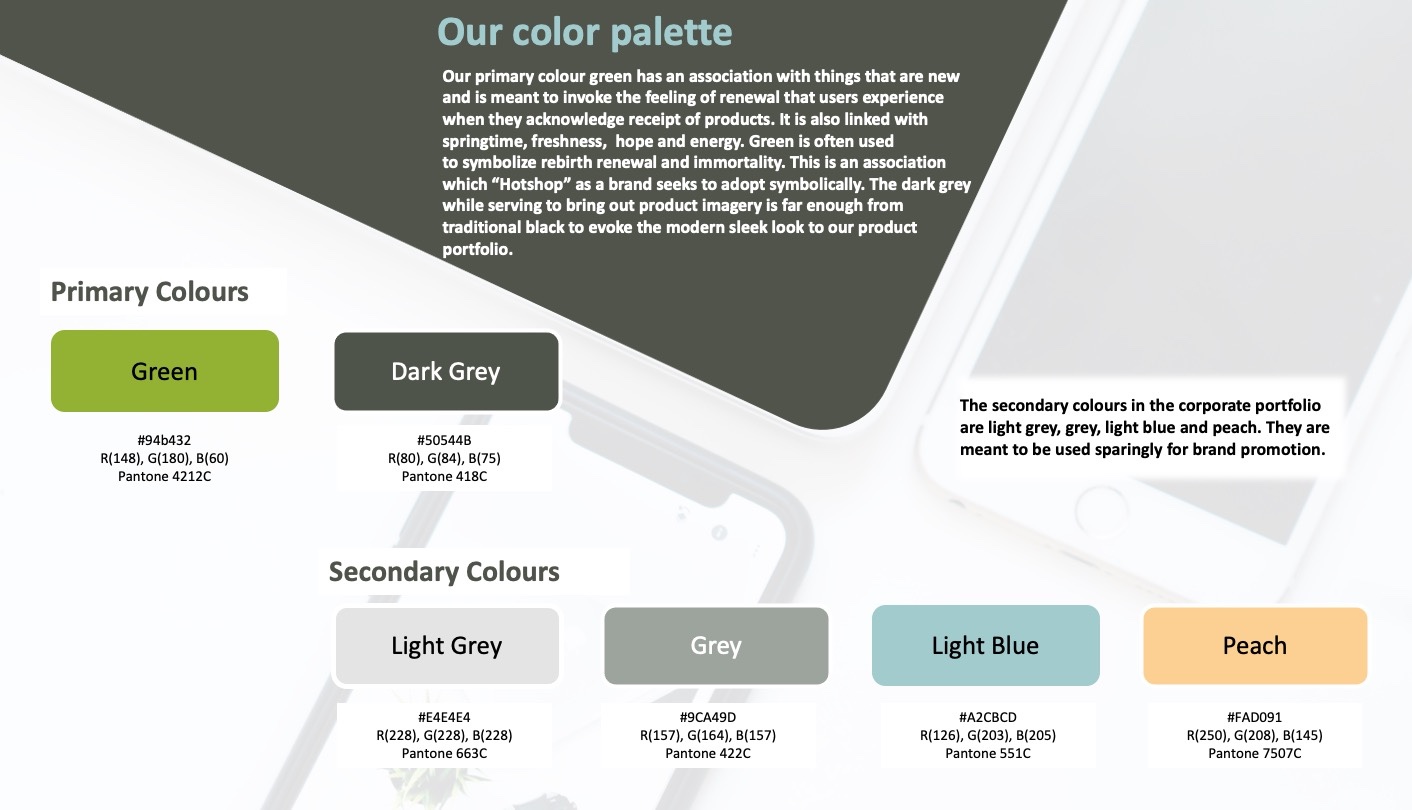 Our color palette
Our primary colour green has an association with things that are new
and is meant to invoke the feeling of renewal that users experience
when they acknowledge receipt of products. It is also linked with
springtime, freshness,  hope and energy. Green is often used
to symbolize rebirth renewal and immortality. This is an association
which “Hotshop” as a brand seeks to adopt symbolically. The dark grey
while serving to bring out product imagery is far enough from
traditional black to evoke the modern sleek look to our product
portfolio.
Primary Colours
Green
Dark Grey
#94b432
R(148), G(180), B(60)
Pantone 4212C
#50544B
R(80), G(84), B(75)
Pantone 418C
The secondary colours in the corporate portfolio
are light grey, grey, light blue and peach. They are
meant to be used sparingly for brand promotion.
Secondary Colours
Light Grey
Grey
Light Blue
Peach
#E4E4E4
R(228), G(228), B(228)
Pantone 663C
#9CA49D
R(157), G(164), B(157)
Pantone 422C
#A2CBCD
R(126), G(203), B(205)
Pantone 551C
#FAD091
R(250), G(208), B(145)
Pantone 7507C